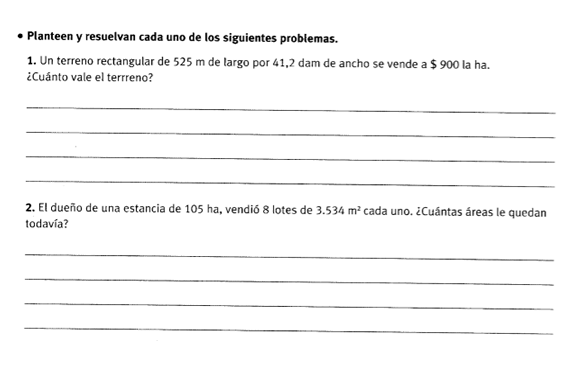 • Planteen y resuelvan cada uno de los siguientes problemas.
1. Un terreno rectangular de 525 m de largo por 41,2 dam de ancho se vende a $ 900 la ha.
¿Cuánto vale el terrreno?
2. El dueño de una estancia de 105 ha, vendió 8 lotes de 3.534 m² cada uno. ¿Cuántas áreas le quedan
todavía?